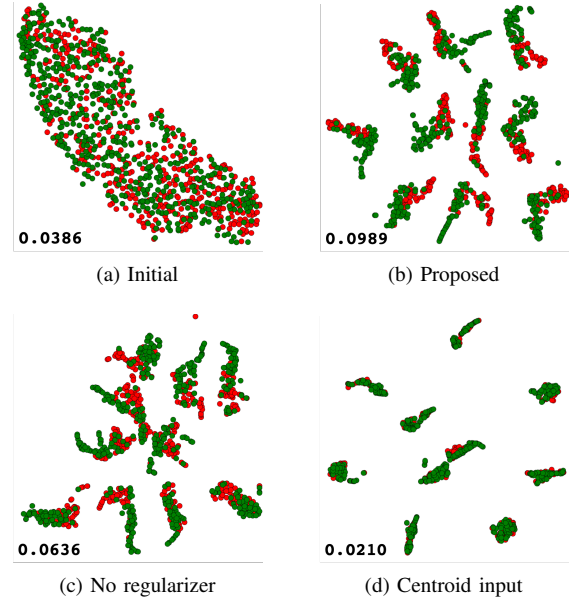 0.0386
0.0989
(a) Initial
(b) Proposed
0.0636
0.0210
(c) No regularizer
(d) Centroid input